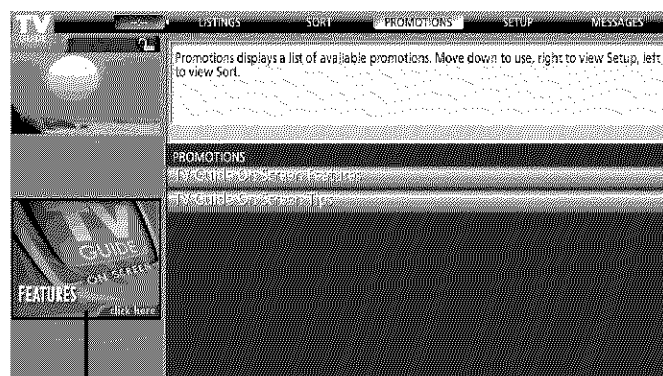 TV
LISTINGS SORT PROMOTIONS SETUP MESSAGES
Promotions displays a list of available promotions. Move down to use, right to view Setup, left
to view Sort.
PROMOTIONS
TV Guide On Screen Features
TV Guide On Screen Tips
TV
GUIDE
ON SCREEN
FEATURES
click here